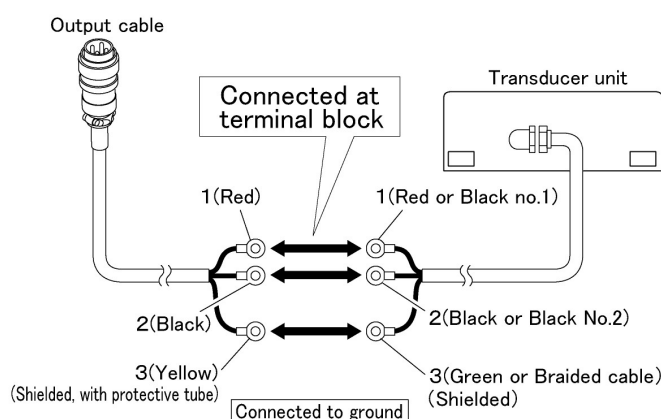 Output cable
Transducer unit
Connected at
terminal block
1(Red)
1(Red or Black no.1)
2(Black)
2(Black or Black No.2)
3(Yellow)
(Shielded, with protective tube)
3(Green or Braided cable)
(Shielded)
Connected to ground